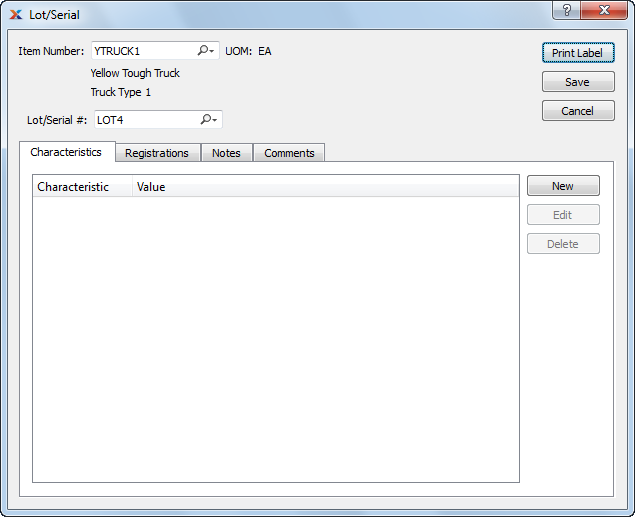 Lot/Serial
Item Number: YTRUCK1 UOM: EA Print Label
Yellow Tough Truck
Save
Truck Type 1
Cancel
Lot/Serial #: LOT4
Characteristics Registrations Notes Comments
Characteristic Value New
Edit
Delete